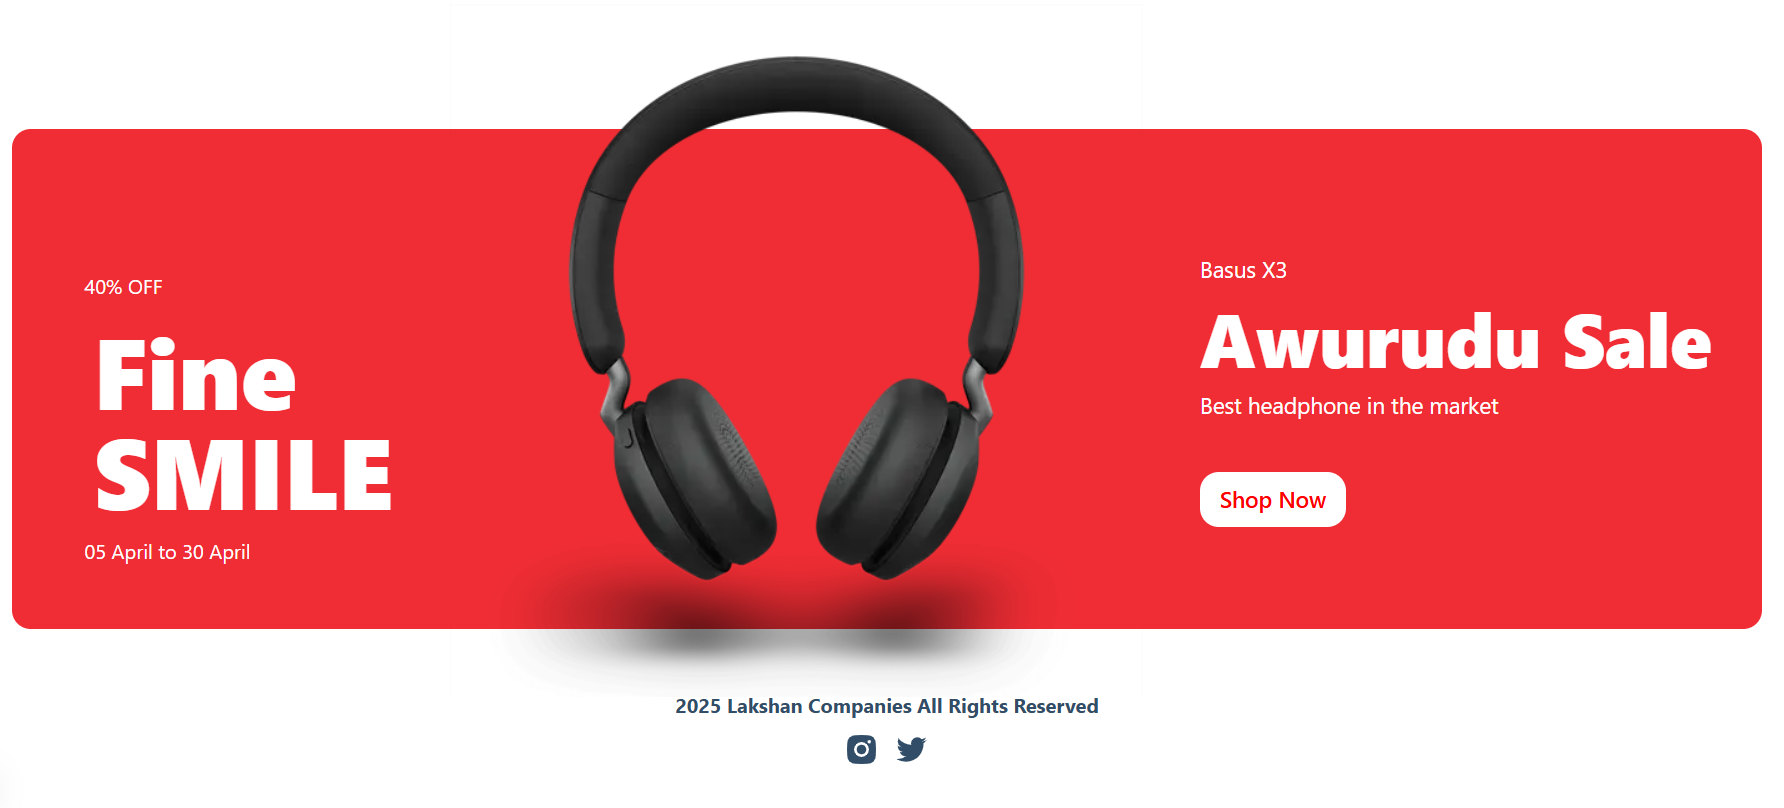 40% OFF
Fine
SMILE
05 April to 30 April
Basus X3
Awurudu Sale
Best headphone in the market
Shop Now
2025 Lakshan Companies All Rights Reserved